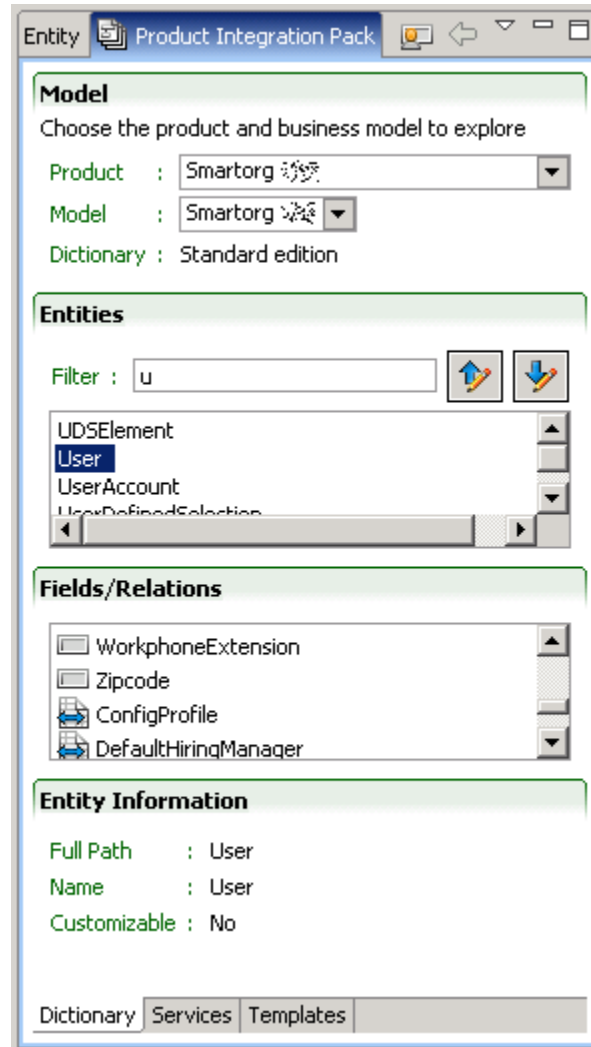 Entity Product Integration Pack
Model
Choose the product and business model to explore
Product : Smartorg
Model : Smartorg
Dictionary : Standard edition
Entities
Filter : u
UDSElement
User
UserAccount
UserDefinedSelection
Fields/Relations
WorkphoneExtension
Zipcode
ConfigProfile
DefaultHiringManager
Entity Information
Full Path : User
Name : User
Customizable : No
Dictionary Services Templates